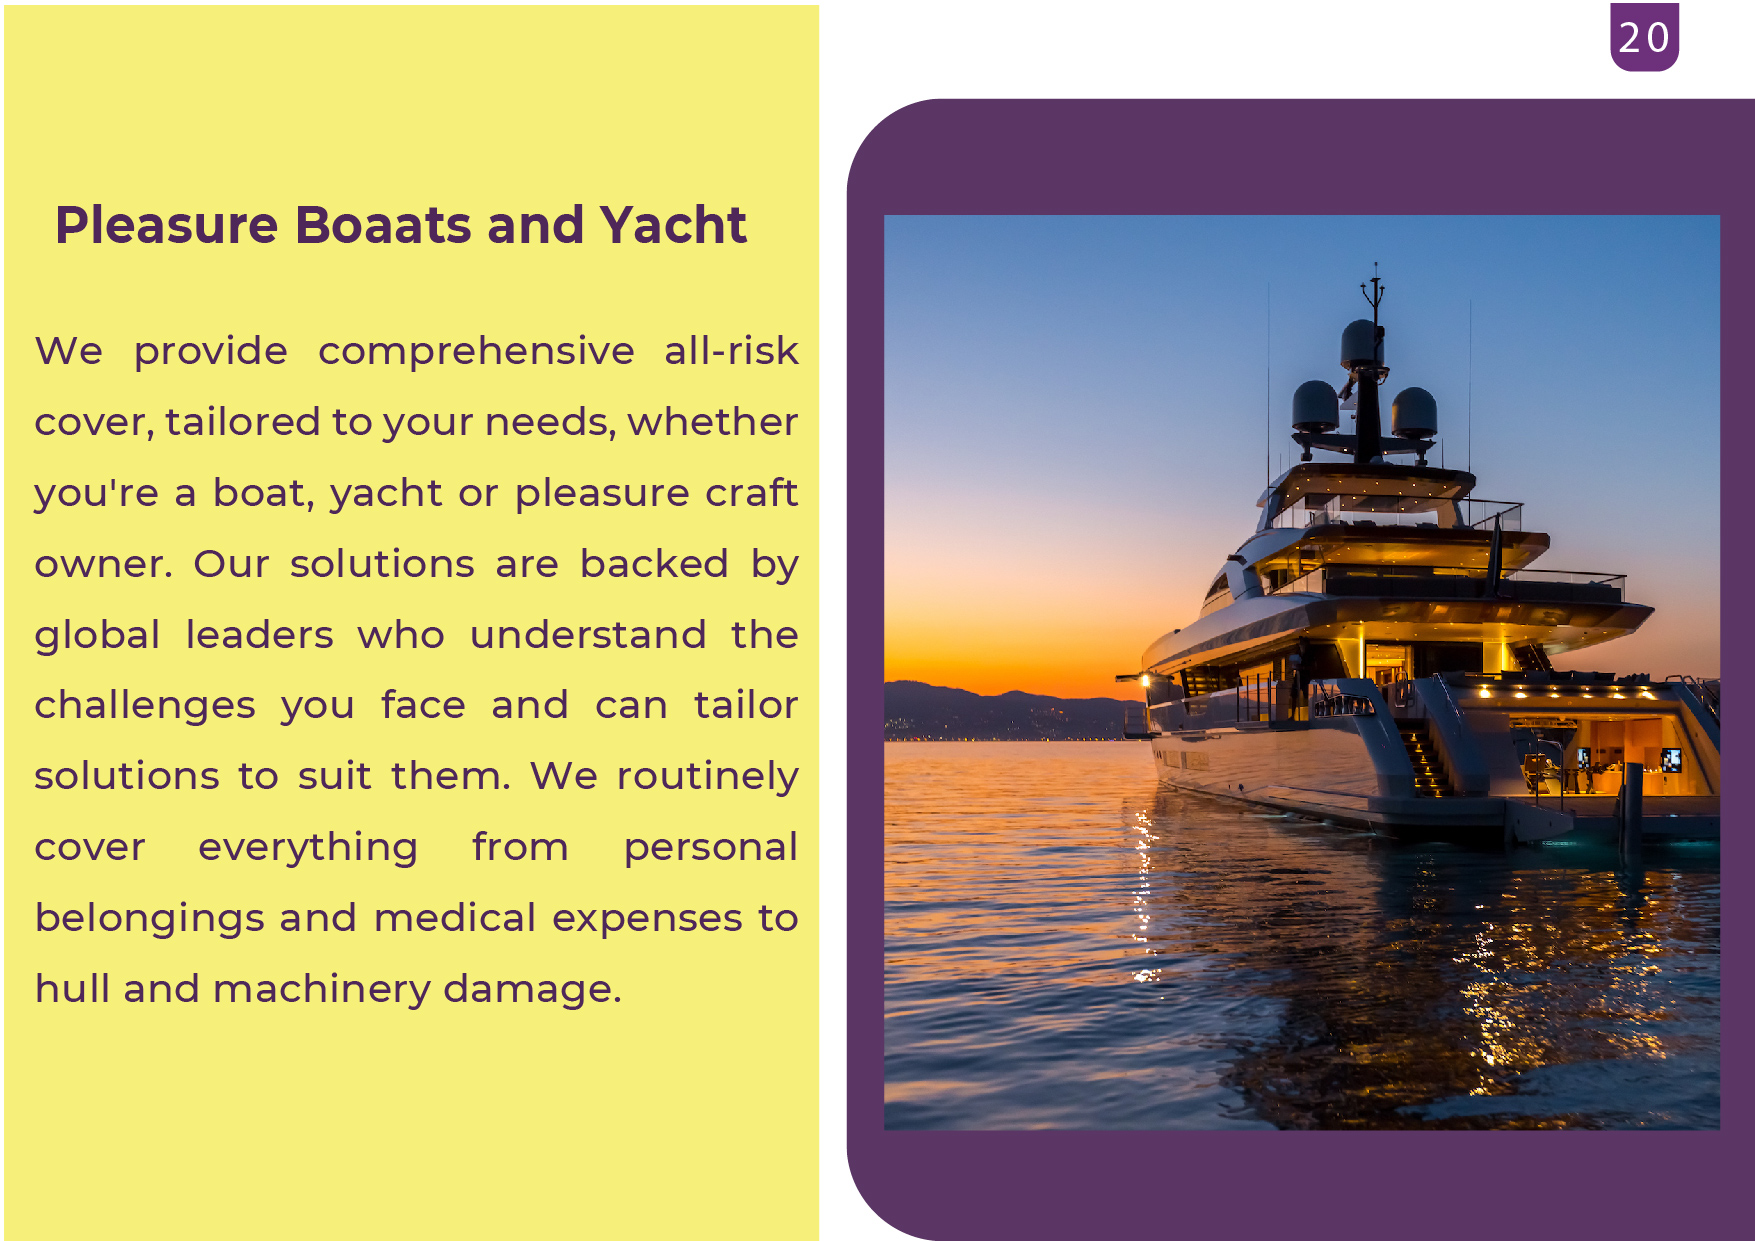 20
Pleasure Boaats and Yacht
We provide comprehensive all-risk
cover, tailored to your needs, whether
you're a boat, yacht or pleasure craft
owner. Our solutions are backed by
global leaders who understand the
challenges you face and can tailor
solutions to suit them. We routinely
cover everything from personal
belongings and medical expenses to
hull and machinery damage.